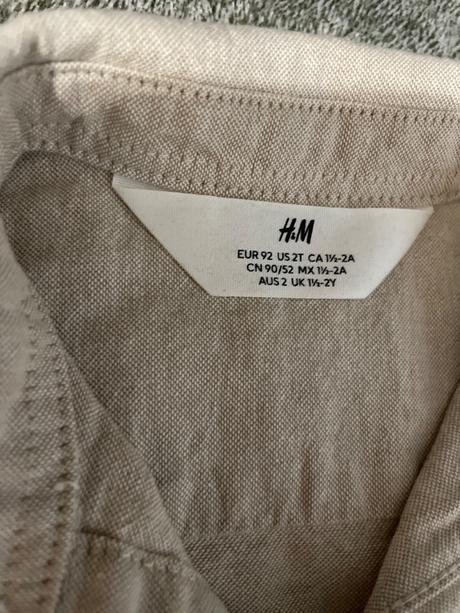 H&M
EUR 92 US 2T CA 1½-2A
CN 90/52 MX 1½-2A
AUS 2 UK 1½-2Y